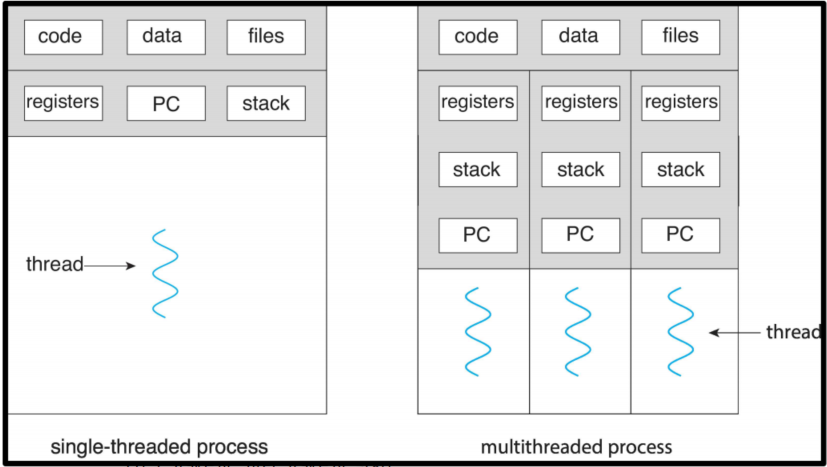 code data files
registers PC stack
thread
single-threaded process
code data files
registers registers registers
stack stack stack
PC PC PC
thread
multithreaded process